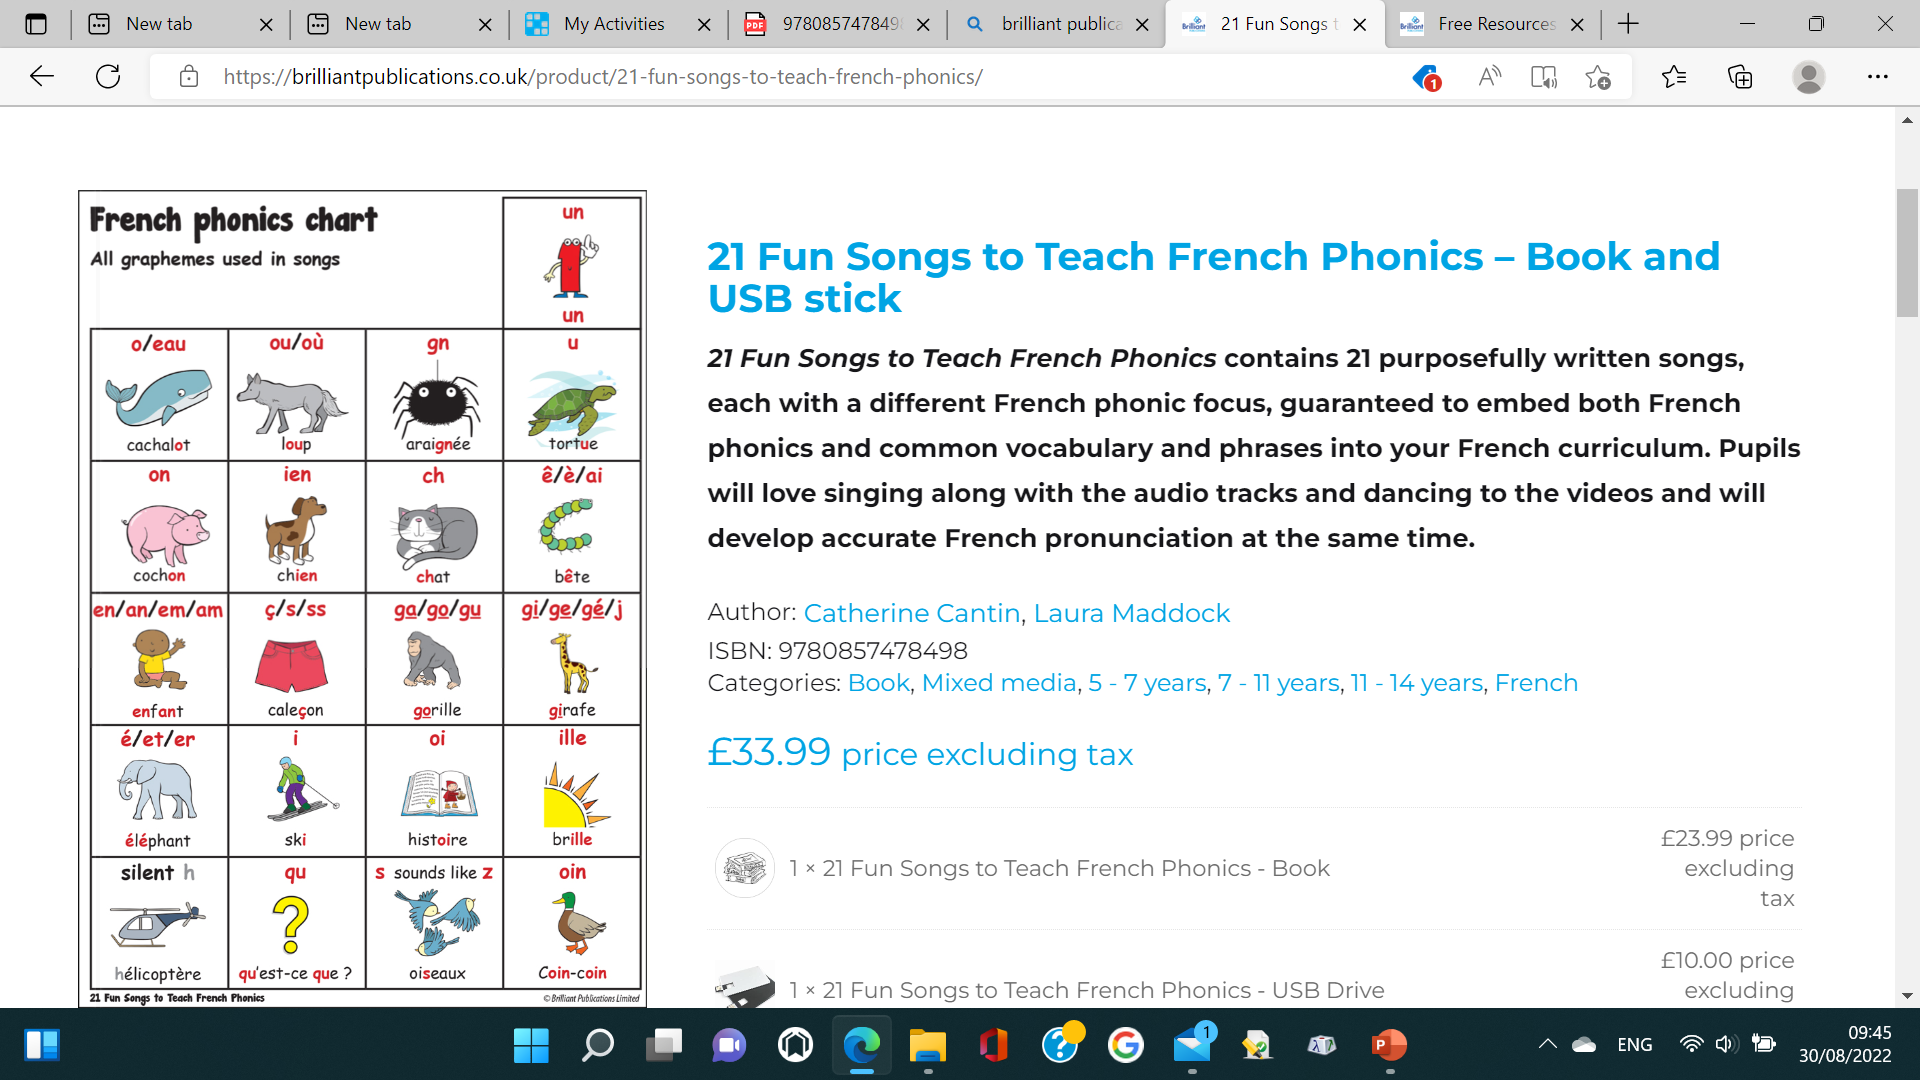 New tab
New tab
My Activities
978085747849
brilliant publica
21 Fun Songs t
Free Resources
https://brilliantpublications.co.uk/product/21-fun-songs-to-teach-french-phonics/
1
French phonics chart
All graphemes used in songs
un
un
o/eau
ou/où
gn
u
cachalot
loup
araignée
tortue
on
ien
ch
ê/è/ai
cochon
chien
chat
bête
en/an/em/am
ç/s/ss
ga/go/gu
gi/ge/gé/j
enfant
caleçon
gorille
girafe
é/et/er
i
oi
ille
éléphant
ski
histoire
brille
silent h
qu
s sounds like z
oin
?
hélicoptère
qu'est-ce que ?
oiseaux
Coin-coin
21 Fun Songs to Teach French Phonics
© Brilliant Publications Limited
21 Fun Songs to Teach French Phonics – Book and
USB stick
21 Fun Songs to Teach French Phonics contains 21 purposefully written songs,
each with a different French phonic focus, guaranteed to embed both French
phonics and common vocabulary and phrases into your French curriculum. Pupils
will love singing along with the audio tracks and dancing to the videos and will
develop accurate French pronunciation at the same time.
Author: Catherine Cantin, Laura Maddock
ISBN: 9780857478498
Categories: Book, Mixed media, 5 - 7 years, 7 - 11 years, 11 - 14 years, French
£33.99 price excluding tax
1 × 21 Fun Songs to Teach French Phonics - Book
£23.99 price
excluding
tax
1 × 21 Fun Songs to Teach French Phonics - USB Drive
£10.00 price
excluding
1
ENG
09:45
30/08/2022